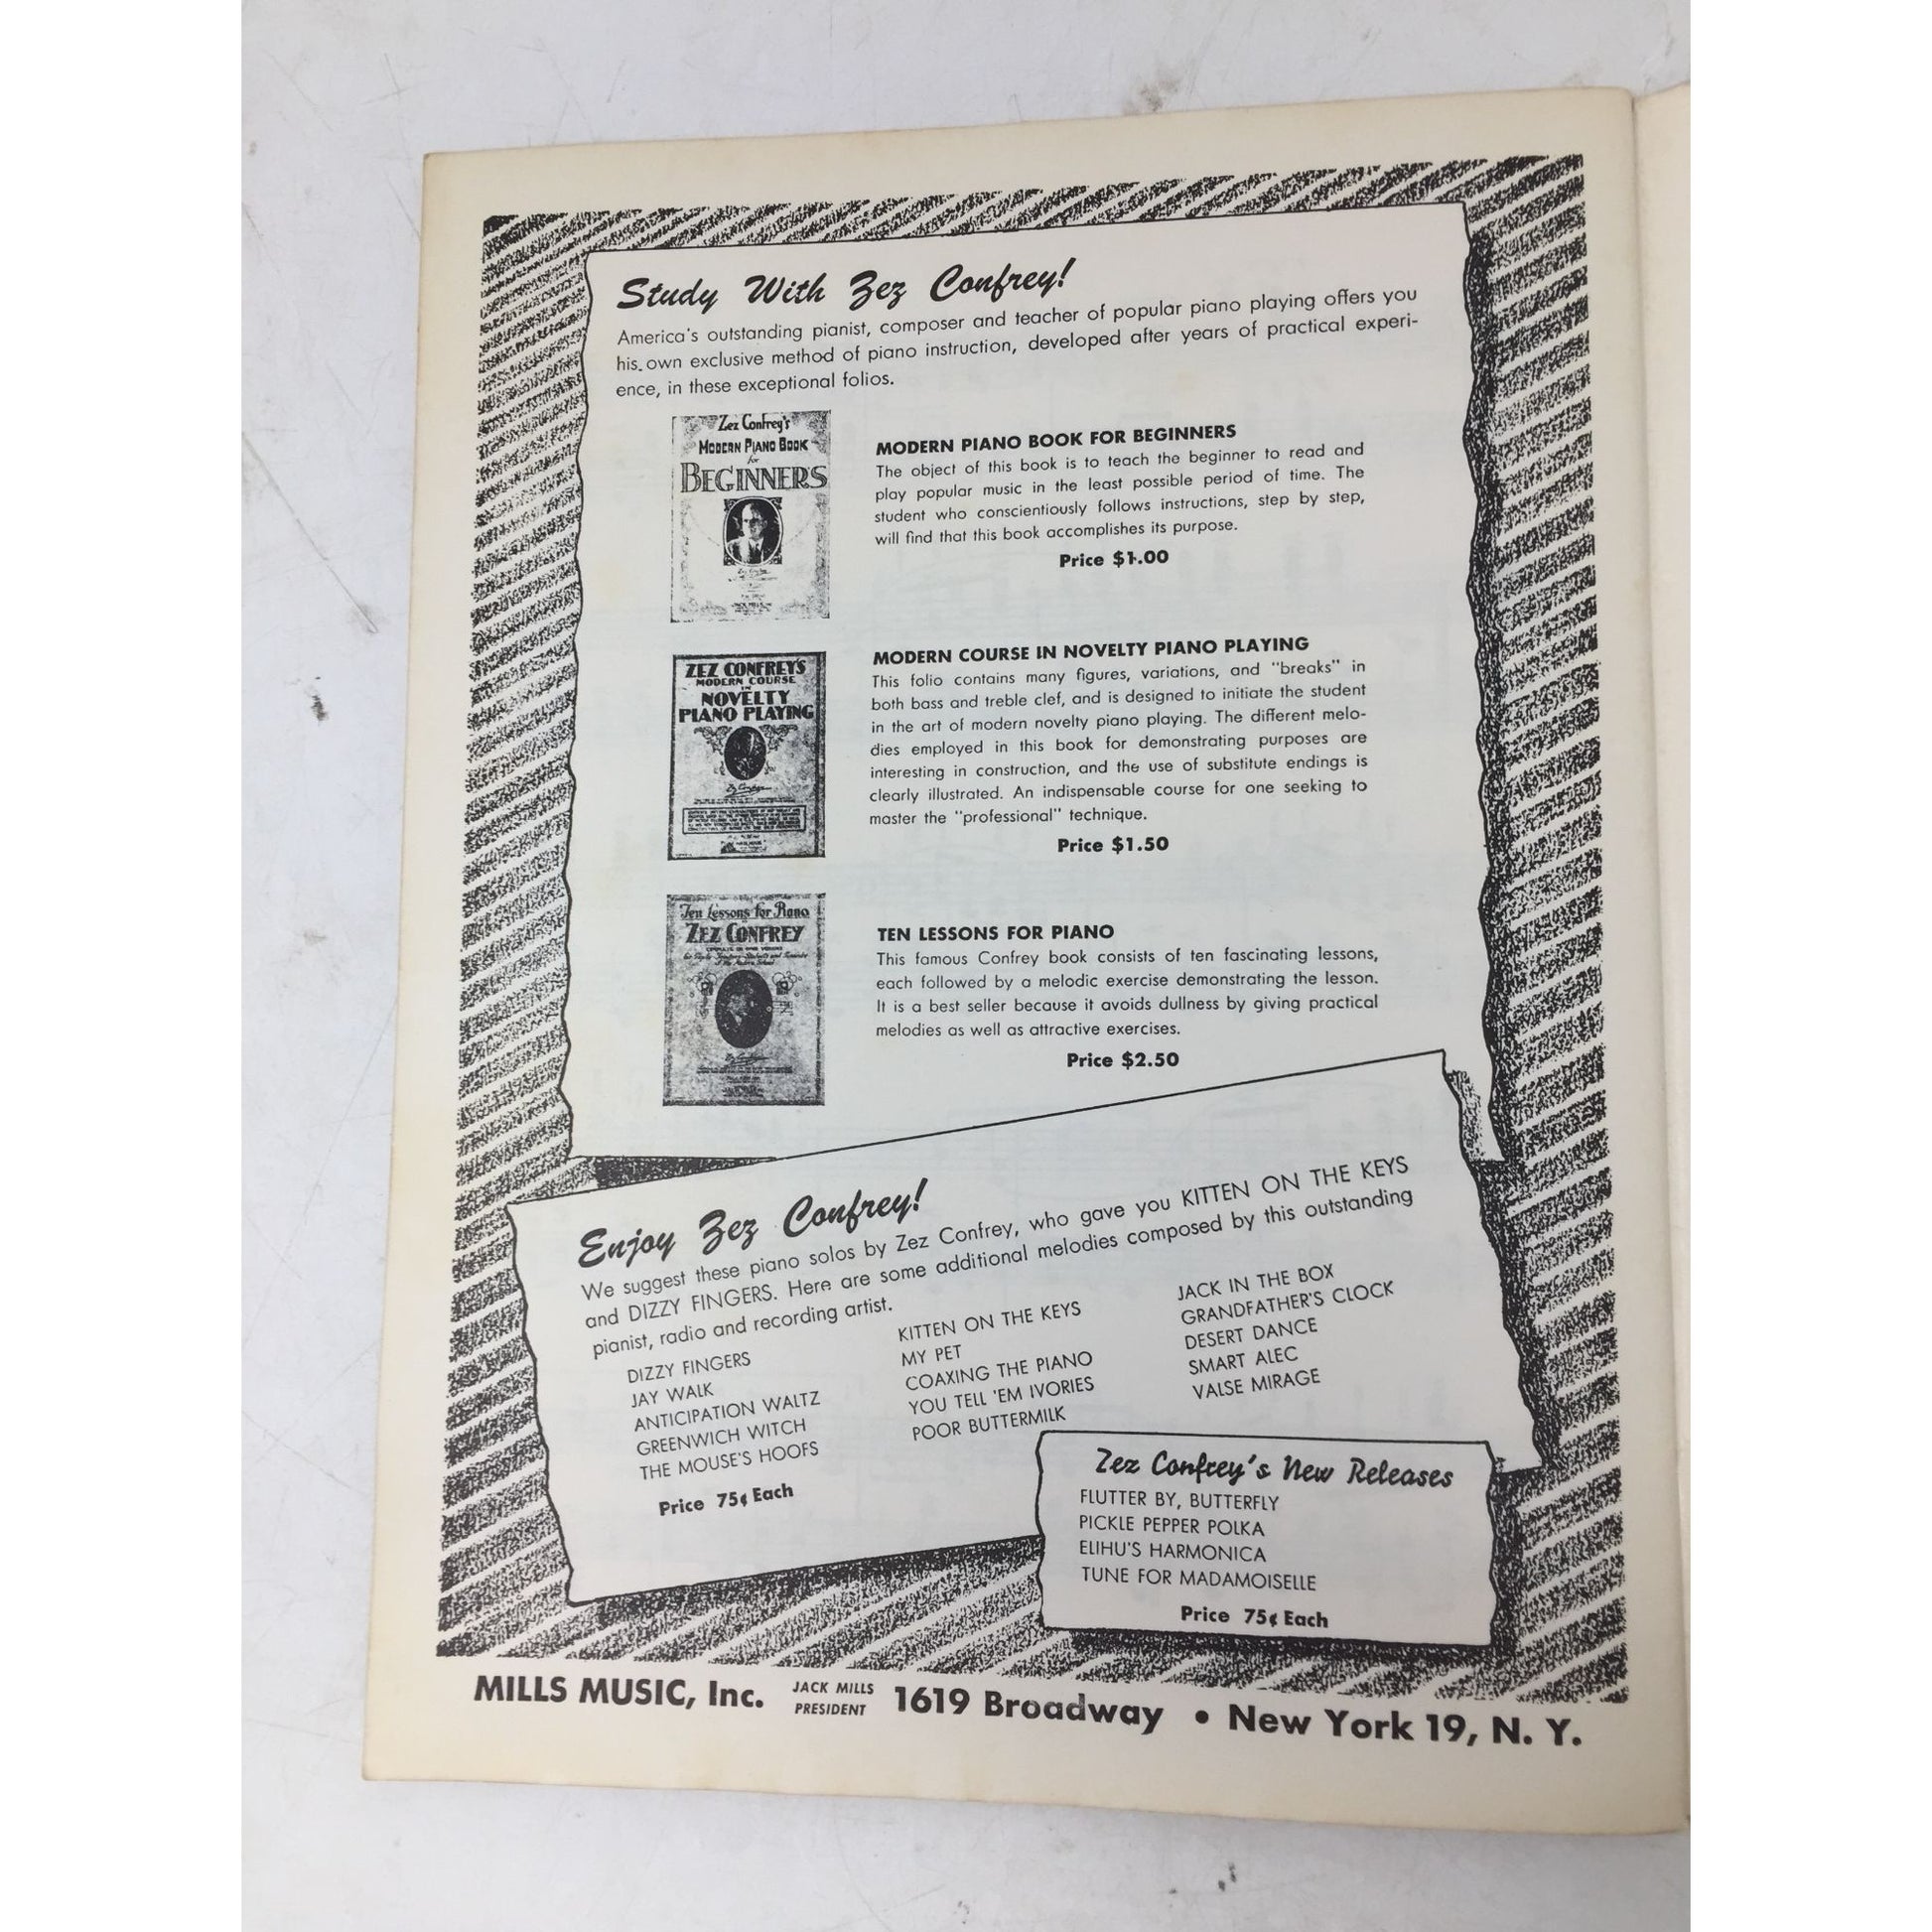 Study With Zez Confrey!
America's outstanding pianist, composer and teacher of popular piano playing offers you
his own exclusive method of piano instruction, developed after years of practical experi-
ence, in these exceptional folios.
Zez Confrey's
MODERN PIANO BOOK
for
BEGINNERS
MODERN PIANO BOOK FOR BEGINNERS
The object of this book is to teach the beginner to read and
play popular music in the least possible period of time. The
student who conscientiously follows instructions, step by step,
will find that this book accomplishes its purpose.
Price $1.00
ZEZ CONFREY'S
MODERN COURSE
IN
NOVELTY
PIANO PLAYING
MODERN COURSE IN NOVELTY PIANO PLAYING
This folio contains many figures, variations, and "breaks" in
both bass and treble clef, and is designed to initiate the student
in the art of modern novelty piano playing. The different melo-
dies employed in this book for demonstrating purposes are
interesting in construction, and the use of substitute endings is
clearly illustrated. An indispensable course for one seeking to
master the "professional" technique.
Price $1.50
Ten Lessons for Piano
ZEZ CONFREY
TEN LESSONS FOR PIANO
This famous Confrey book consists of ten fascinating lessons,
each followed by a melodic exercise demonstrating the lesson.
It is a best seller because it avoids dullness by giving practical
melodies as well as attractive exercises.
Price $2.50
Enjoy Zez Confrey!
We suggest these piano solos by Zez Confrey, who gave you KITTEN ON THE KEYS
and DIZZY FINGERS. Here are some additional melodies composed by this outstanding
pianist, radio and recording artist.
DIZZY FINGERS
JAY WALK
ANTICIPATION WALTZ
GREENWICH WITCH
THE MOUSE'S HOOFS
KITTEN ON THE KEYS
MY PET
COAXING THE PIANO
YOU TELL 'EM IVORIES
POOR BUTTERMILK
JACK IN THE BOX
GRANDFATHER'S CLOCK
DESERT DANCE
SMART ALEC
VALSE MIRAGE
Price 75¢ Each
Zez Confrey's New Releases
FLUTTER BY, BUTTERFLY
PICKLE PEPPER POLKA
ELIHU'S HARMONICA
TUNE FOR MADAMOISELLE
Price 75¢ Each
MILLS MUSIC, Inc. JACK MILLS PRESIDENT 1619 Broadway • New York 19, N. Y.